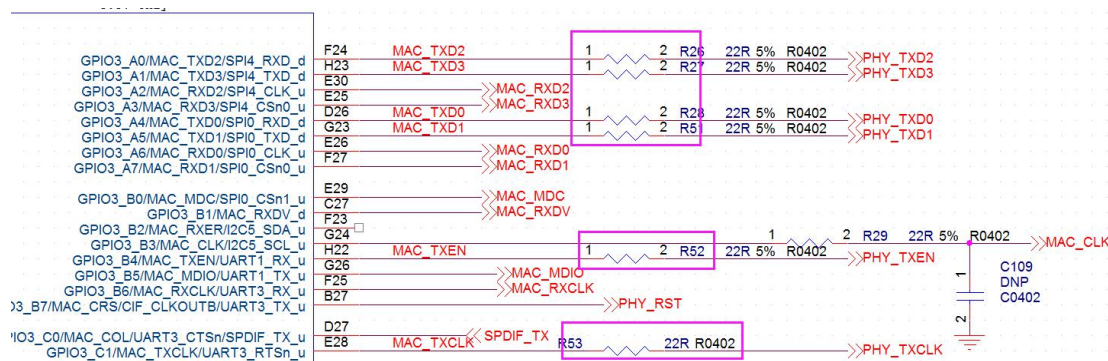 F24 MAC_TXD2 1 2 R26 22R 5% R0402 PHY_TXD2
GPIO3_A0/MAC_TXD2/SPI4_RXD_d
H23 MAC_TXD3 1 2 R27 22R 5% R0402 PHY_TXD3
GPIO3_A1/MAC_TXD3/SPI4_TXD_d
E30 MAC_RXD2
GPIO3_A2/MAC_RXD2/SPI4_CLK_u
E25 MAC_RXD3
GPIO3_A3/MAC_RXD3/SPI4_CSn0_u
D26 MAC_TXD0 1 2 R28 22R 5% R0402 PHY_TXD0
GPIO3_A4/MAC_TXD0/SPI0_RXD_d
G23 MAC_TXD1 1 2 R51 22R 5% R0402 PHY_TXD1
GPIO3_A5/MAC_TXD1/SPI0_TXD_d
E26 MAC_RXD0
GPIO3_A6/MAC_RXD0/SPI0_CLK_u
F27 MAC_RXD1
GPIO3_A7/MAC_RXD1/SPI0_CSn0_u
E29 MAC_MDC
GPIO3_B0/MAC_MDC/SPI0_CSn1_u
C27 MAC_RXDV
GPIO3_B1/MAC_RXDV_d
F23
GPIO3_B2/MAC_RXER/I2C5_SDA_u
G24 1 2 R29 22R 5% R0402 MAC_CLK
GPIO3_B3/MAC_CLK/I2C5_SCL_u
H22 MAC_TXEN 1 2 R52 22R 5% R0402 PHY_TXEN
GPIO3_B4/MAC_TXEN/UART1_RX_u
G26 MAC_MDIO
GPIO3_B5/MAC_MDIO/UART1_TX_u
F25 MAC_RXCLK
GPIO3_B6/MAC_RXCLK/UART3_RX_u
B27 PHY_RST
O3_B7/MAC_CRS/CIF_CLKOUTB/UART3_TX_u
1 C109
DNP
C0402
2
D27 SPDIF_TX
PIO3_C0/MAC_COL/UART3_CTSn/SPDIF_TX_u
E28 MAC_TXCLK R53 22R R0402 PHY_TXCLK
GPIO3_C1/MAC_TXCLK/UART3_RTSn_u